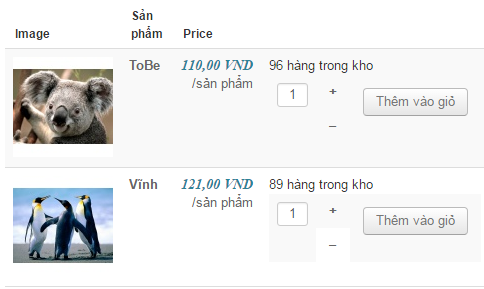 Sản
Image phẩm Price
ToBe 110,00 VND 96 hàng trong kho
/sản phẩm
1 + Thêm vào giỏ
–
Vĩnh 121,00 VND 89 hàng trong kho
/sản phẩm
1 + Thêm vào giỏ
–